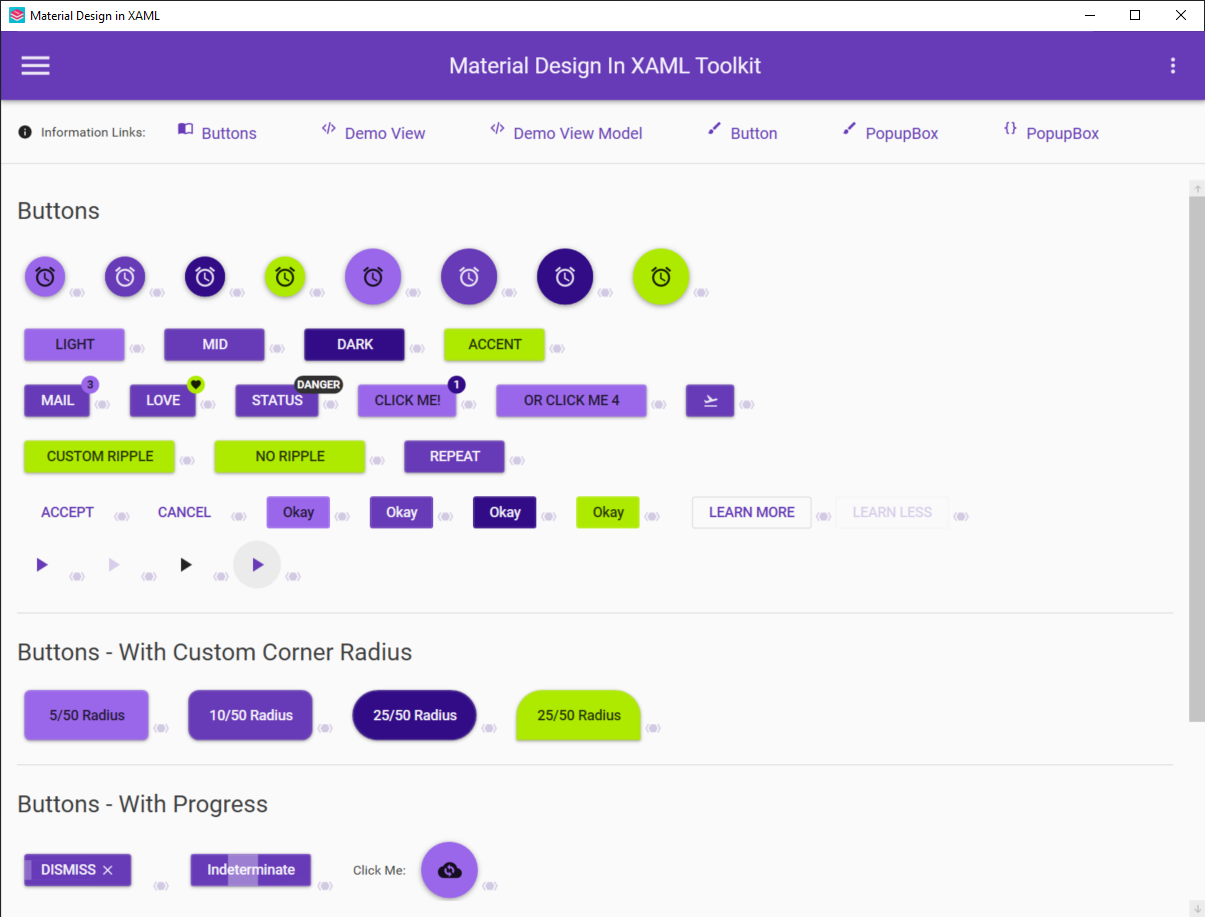 Material Design in XAML
Material Design In XAML Toolkit
Information Links: Buttons Demo View Demo View Model Button PopupBox PopupBox
Buttons
LIGHT MID DARK ACCENT
MAIL 3 LOVE STATUS DANGER CLICK ME! 1 OR CLICK ME 4
CUSTOM RIPPLE NO RIPPLE REPEAT
ACCEPT CANCEL Okay Okay Okay Okay LEARN MORE LEARN LESS
Buttons - With Custom Corner Radius
5/50 Radius 10/50 Radius 25/50 Radius 25/50 Radius
Buttons - With Progress
DISMISS Indeterminate Click Me: